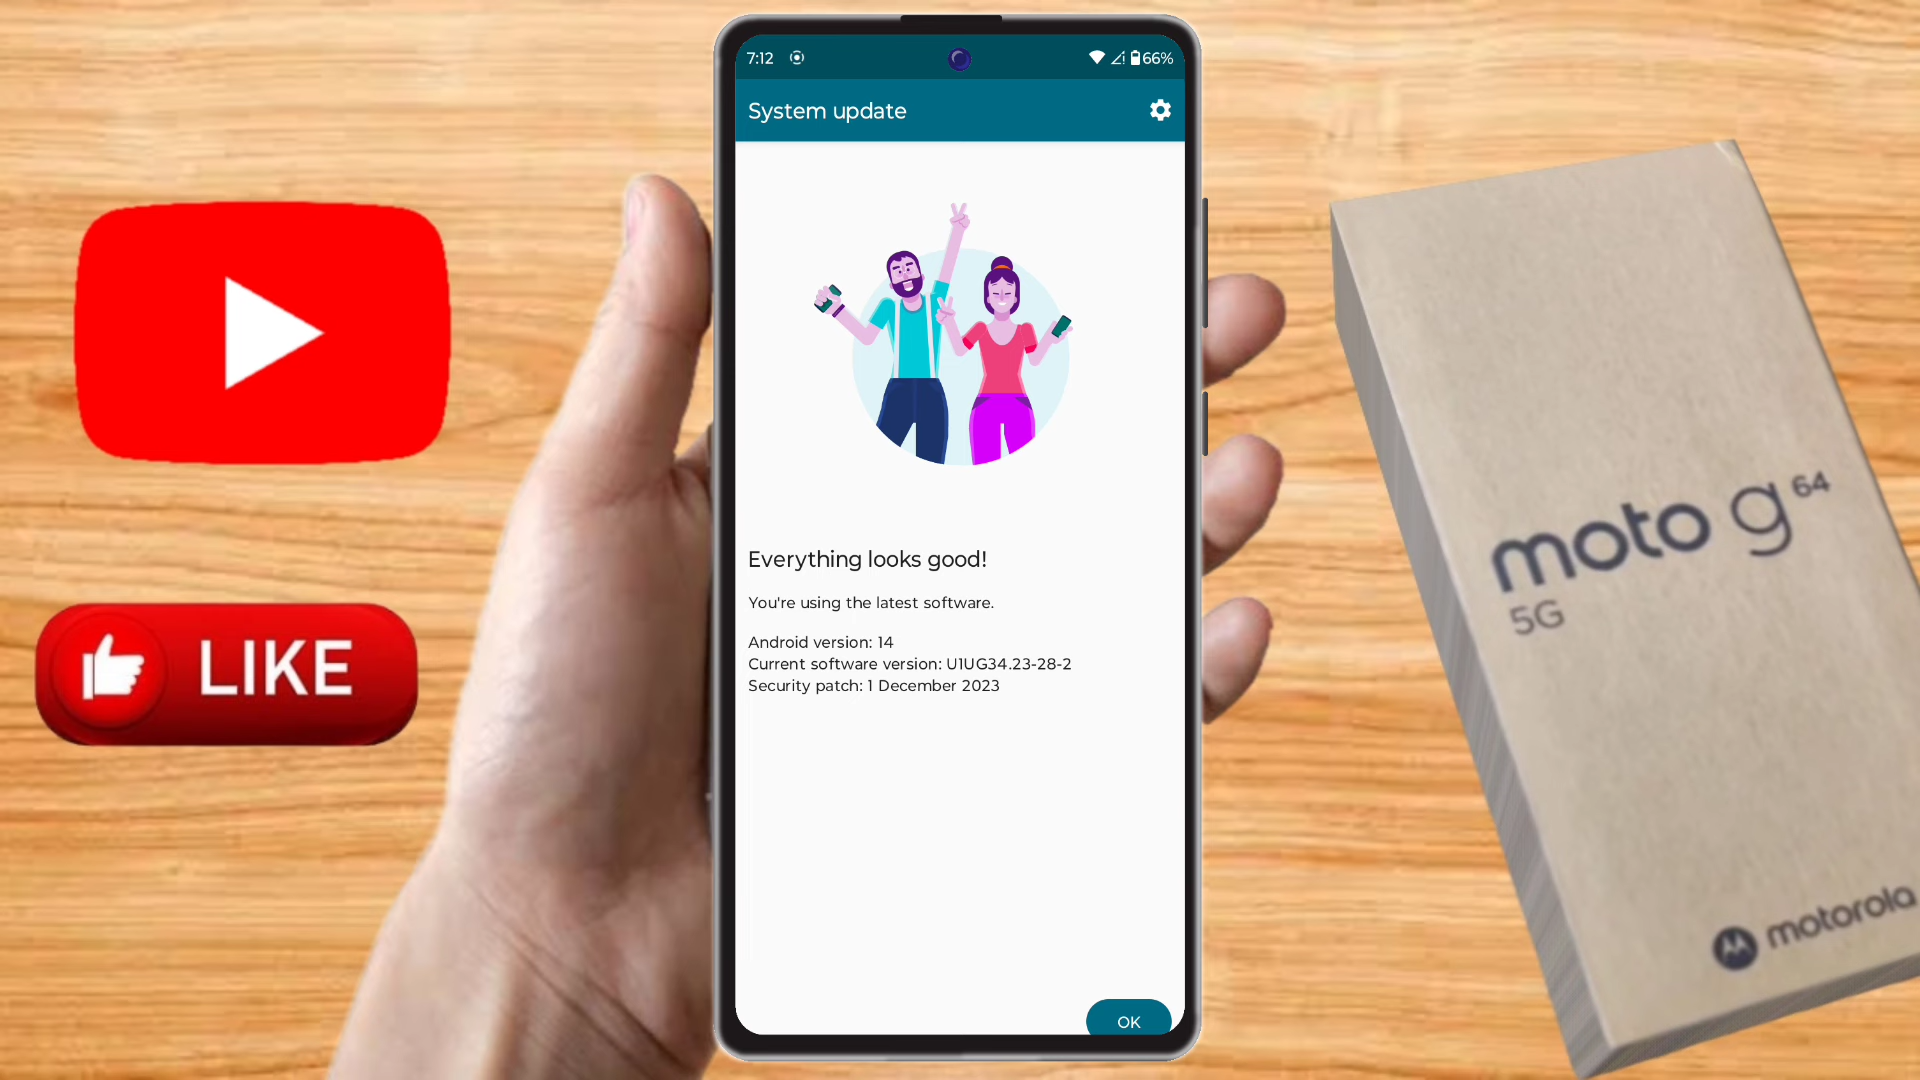 7:12
66%
System update
Everything looks good!
You're using the latest software.
Android version: 14
Current software version: U1UG34.23-28-2
Security patch: 1 December 2023
OK
LIKE
moto g 64
5G
motorola